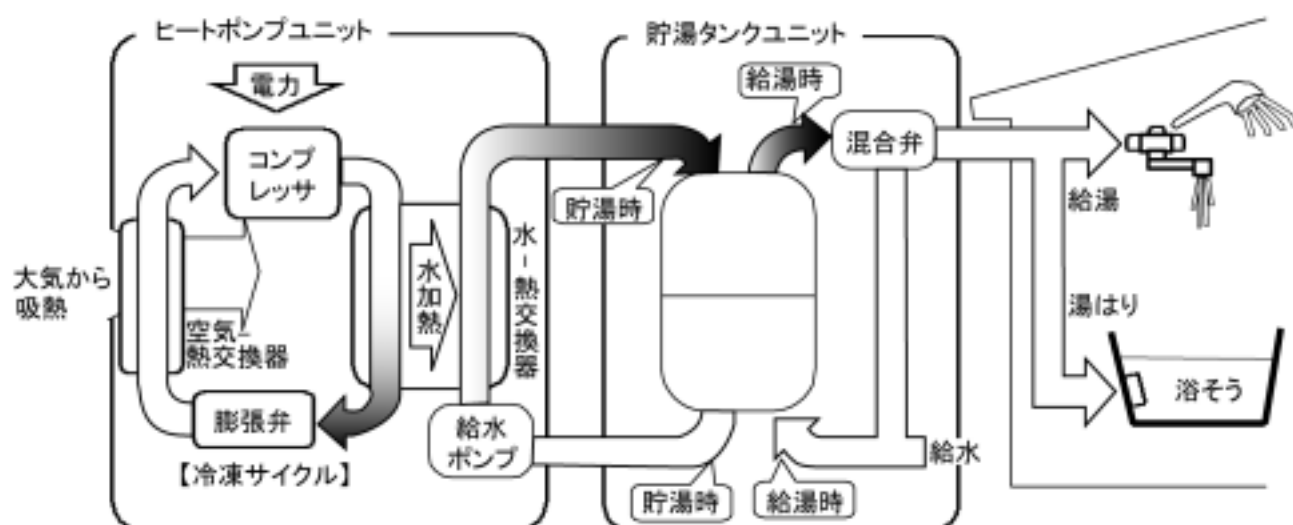 ヒートポンプユニット
貯湯タンクユニット
電力
給湯時
コンプ
レッサ
混合弁
貯湯時
給湯
大気から
吸熱
水加熱
水-熱交換器
空気-
熱交換器
湯はり
膨張弁
給水
ポンプ
浴そう
給水
【冷凍サイクル】
貯湯時
給湯時